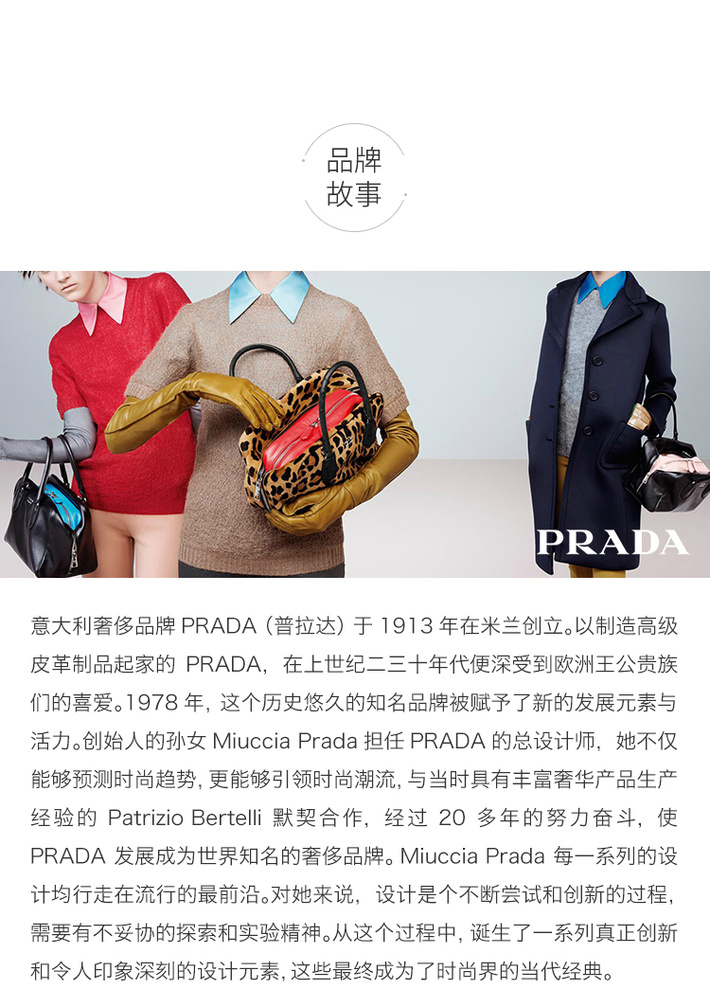 品牌
故事
PRADA
意大利奢侈品牌 PRADA（普拉达）于 1913 年在米兰创立。以制造高级
皮革制品起家的 PRADA，在上世纪二三十年代便深受到欧洲王公贵族
们的喜爱。1978 年，这个历史悠久的知名品牌被赋予了新的发展元素与
活力。创始人的孙女 Miuccia Prada 担任 PRADA 的总设计师，她不仅
能够预测时尚趋势，更能够引领时尚潮流，与当时具有丰富奢华产品生产
经验的 Patrizio Bertelli 默契合作，经过 20 多年的努力奋斗，使
PRADA 发展成为世界知名的奢侈品牌。Miuccia Prada 每一系列的设
计均行走在流行的最前沿。对她来说，设计是个不断尝试和创新的过程，
需要有不妥协的探索和实验精神。从这个过程中，诞生了一系列真正创新
和令人印象深刻的设计元素，这些最终成为了时尚界的当代经典。